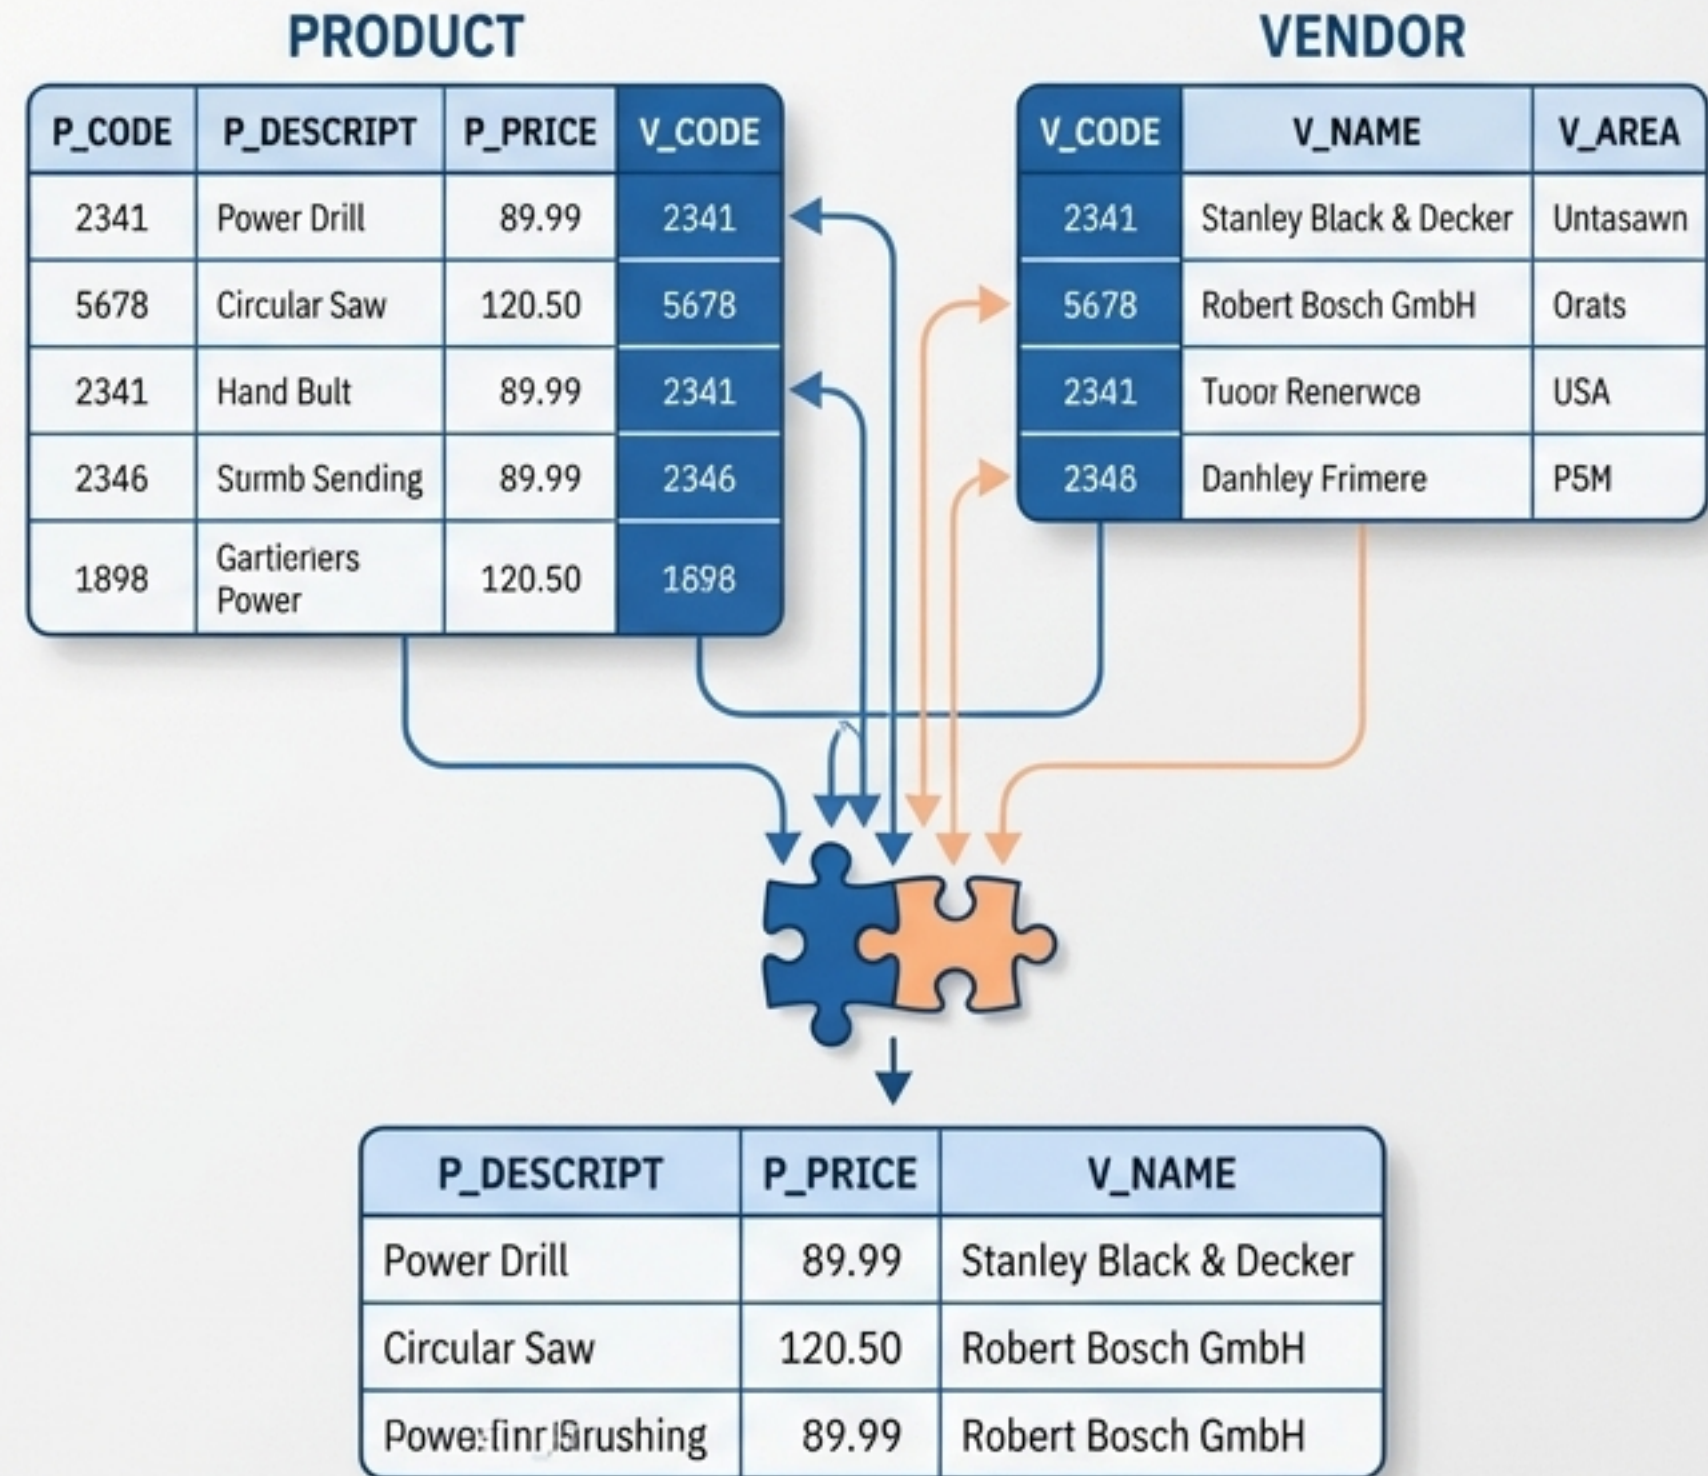 PRODUCT
P_CODE P_DESCRIPT P_PRICE V_CODE
2341 Power Drill 89.99 2341
5678 Circular Saw 120.50 5678
2341 Hand Bult 89.99 2341
2346 Surmb Sending 89.99 2346
1898 Gartieriers 120.50 1898
Power
VENDOR
V_CODE V_NAME V_AREA
2341 Stanley Black & Decker Untasawn
5678 Robert Bosch GmbH Orats
2341 Tuoor Renerwce USA
2348 Danhley Frimere P5M
P_DESCRIPT P_PRICE V_NAME
Power Drill 89.99 Stanley Black & Decker
Circular Saw 120.50 Robert Bosch GmbH
89.99 Robert Bosch GmbH